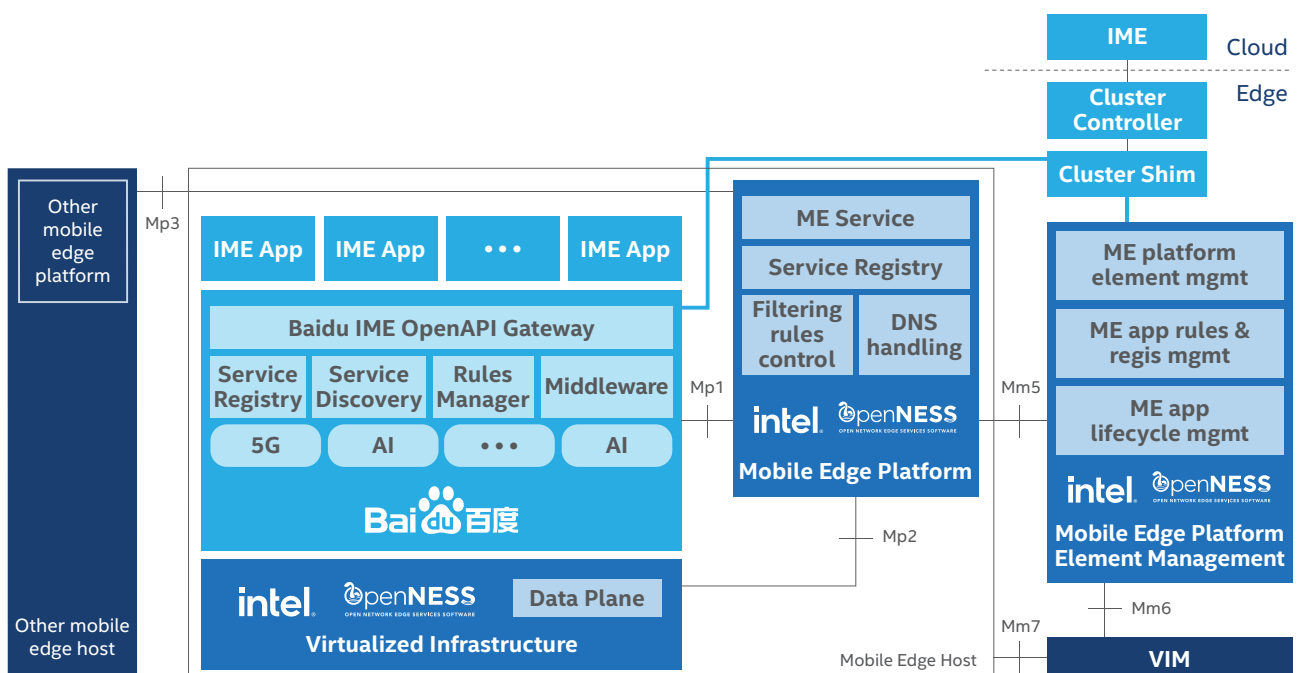 IME
Cloud
Edge
Cluster
Controller
Cluster Shim
Other
mobile
edge
platform
Other mobile
edge host
Mp3
IME App
IME App
•••
IME App
Baidu IME OpenAPI Gateway
Service
Registry
Service
Discovery
Rules
Manager
Middleware
5G
AI
•••
AI
Baidu百度
intel.
OpenNESS
OPEN NETWORK EDGE SERVICES SOFTWARE
Data Plane
Virtualized Infrastructure
Mp1
ME Service
Service Registry
Filtering
rules
control
DNS
handling
intel.
OpenNESS
OPEN NETWORK EDGE SERVICES SOFTWARE
Mobile Edge Platform
Mp2
Mm5
ME platform
element mgmt
ME app rules &
regis mgmt
ME app
lifecycle mgmt
intel.
OpenNESS
OPEN NETWORK EDGE SERVICES SOFTWARE
Mobile Edge Platform
Element Management
Mm6
Mm7
Mobile Edge Host
VIM